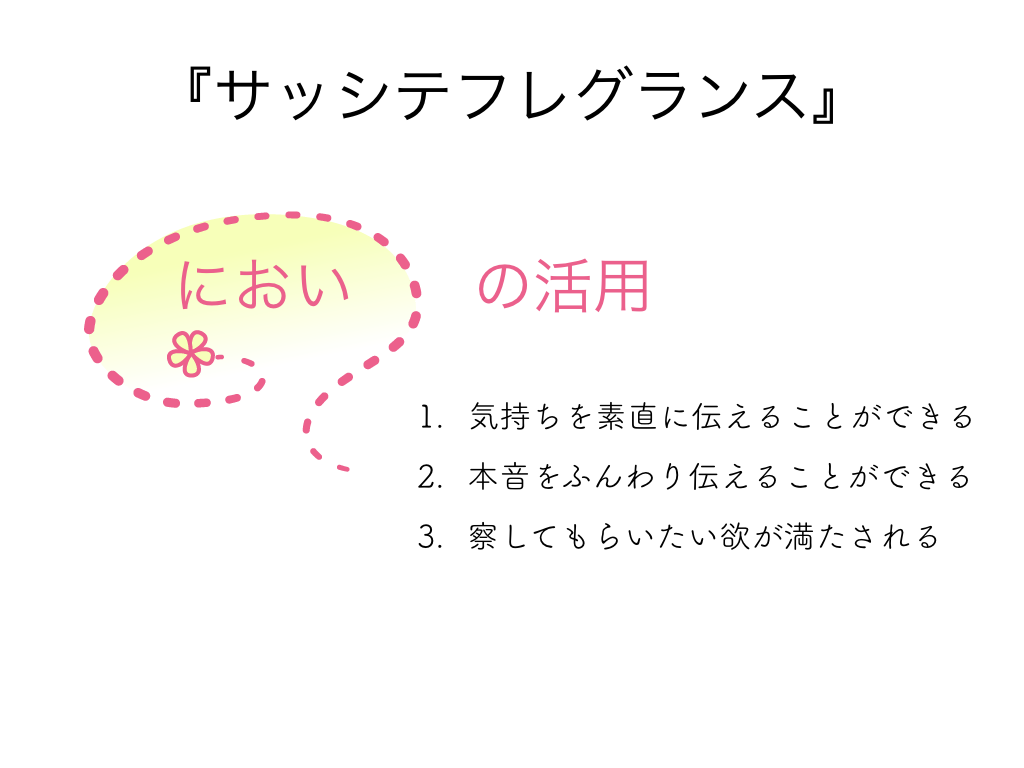 『サッシテフレグランス』
においの活用
1. 気持ちを素直に伝えることができる
2. 本音をふんわり伝えることができる
3. 察してもらいたい欲が満たされる